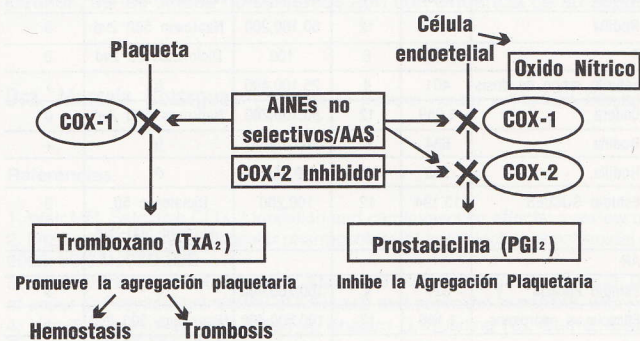 Plaqueta
Célula
endoetelial
Oxido Nítrico
COX-1
AINEs no
selectivos/AAS
COX-1
COX-2 Inhibidor
COX-2
Tromboxano (TxA₂)
Prostaciclina (PGI₂)
Promueve la agregación plaquetaria
Inhibe la Agregación Plaquetaria
Hemostasis
Trombosis